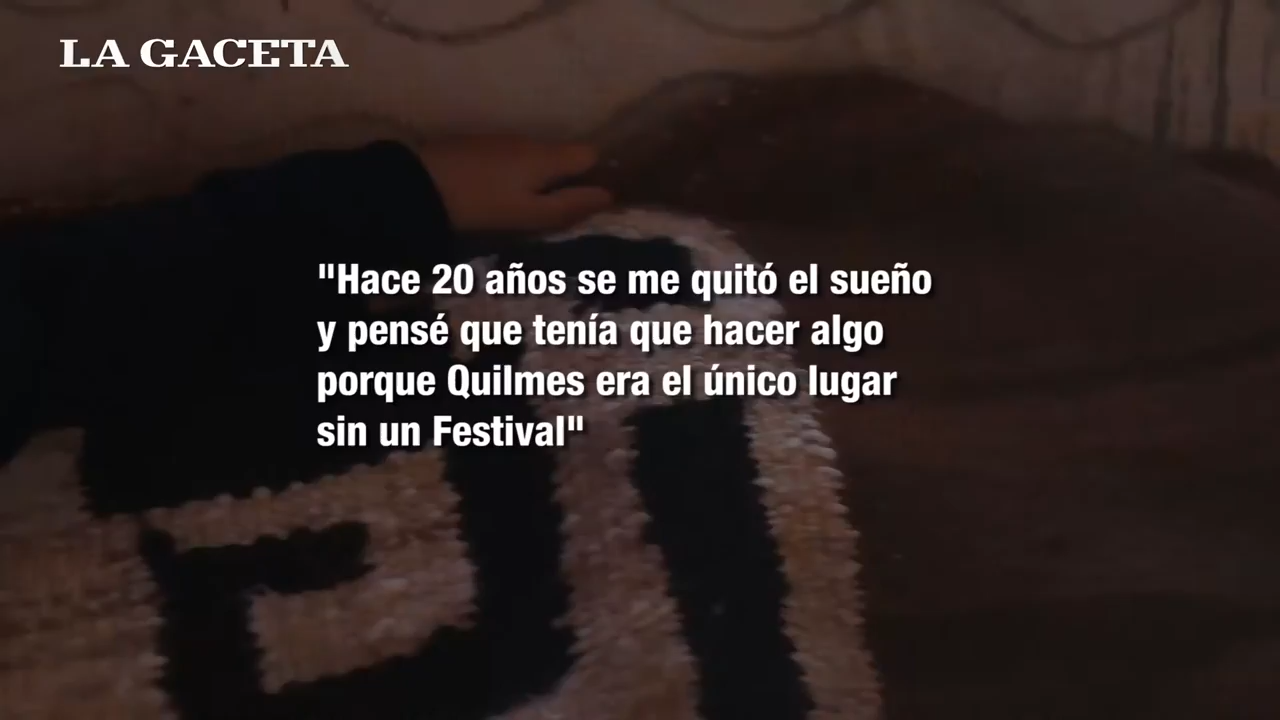 LA GACETA
"Hace 20 años se me quitó el sueño
y pensé que tenía que hacer algo
porque Quilmes era el único lugar
sin un Festival"